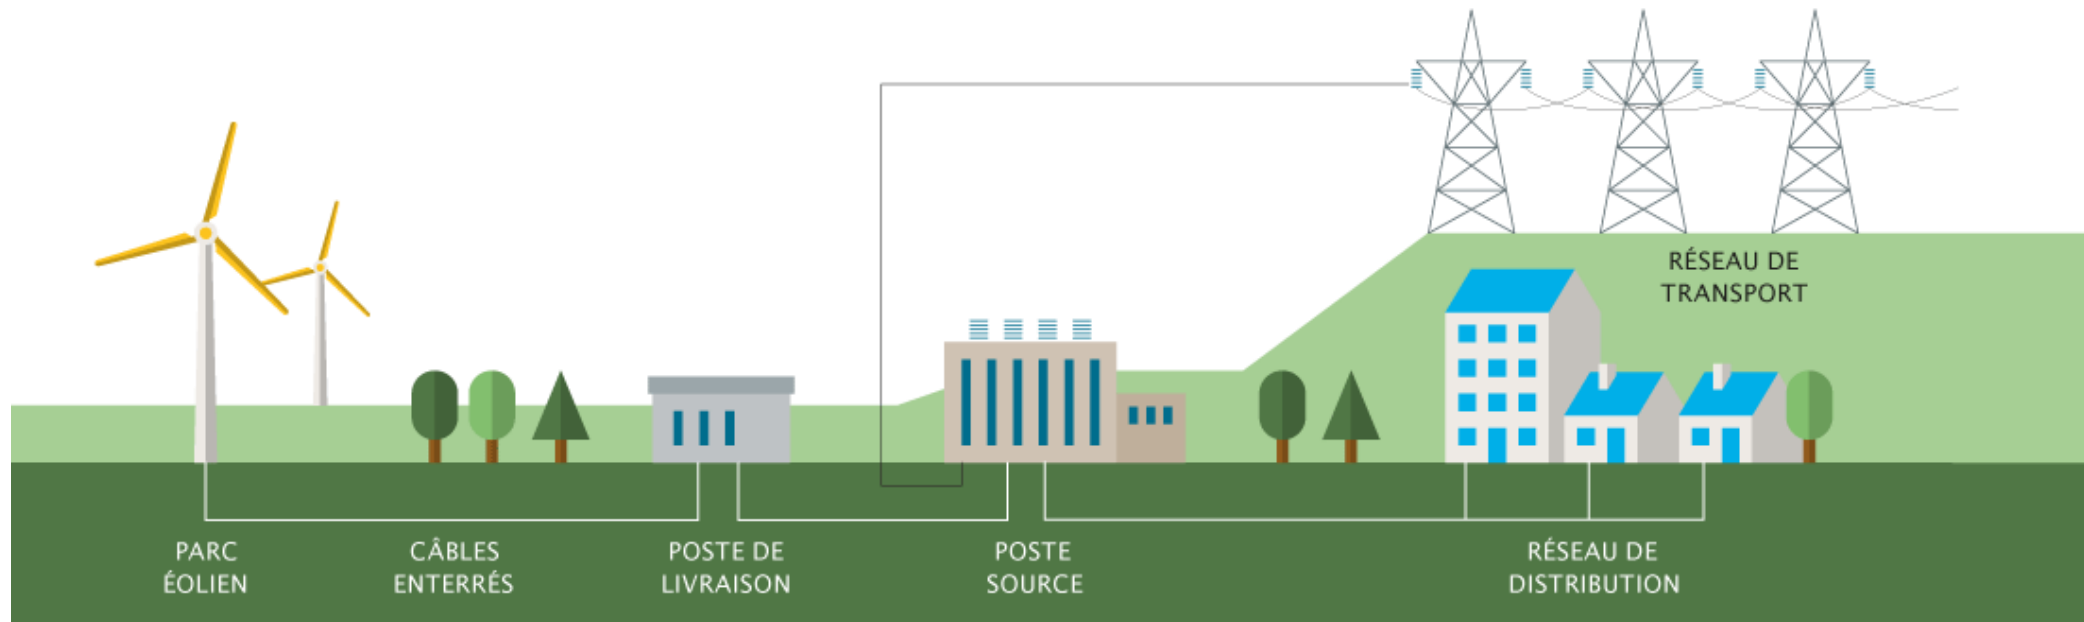 RÉSEAU DE
TRANSPORT
PARC
ÉOLIEN
CÂBLES
ENTERRÉS
POSTE DE
LIVRAISON
POSTE
SOURCE
RÉSEAU DE
DISTRIBUTION